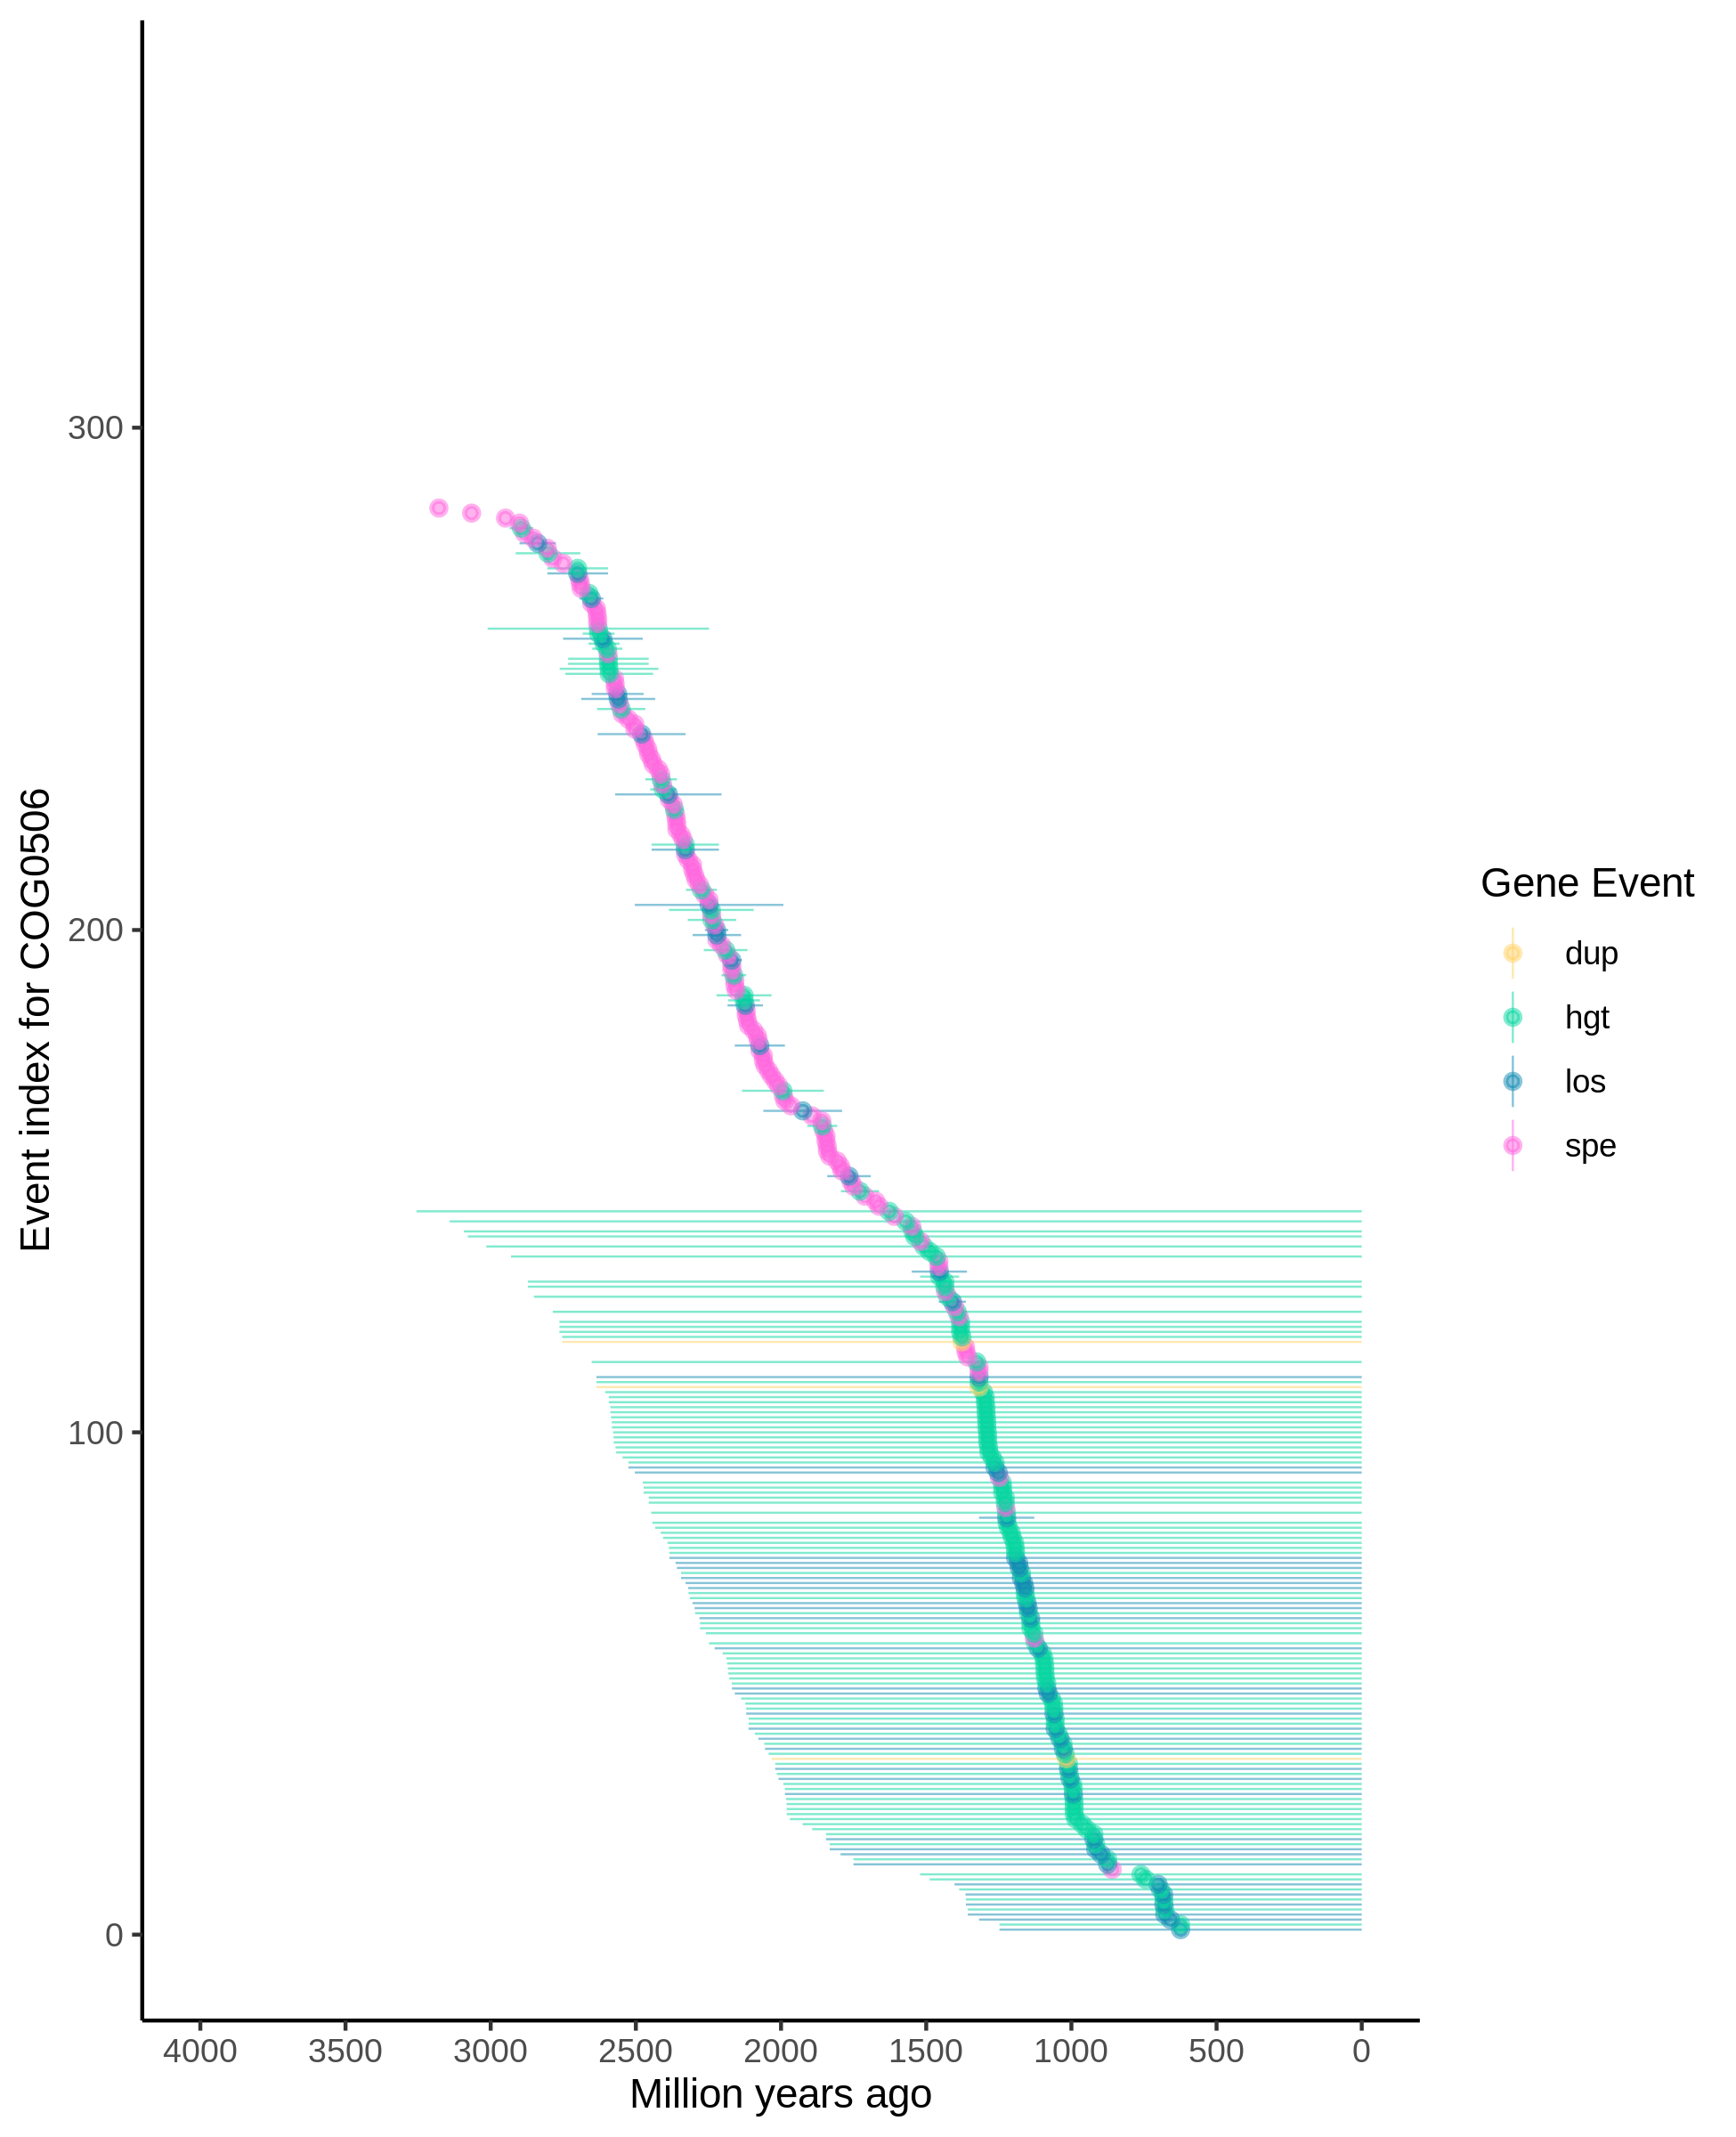 Event index for COG0506
300
200
100
0
4000 3500 3000 2500 2000 1500 1000 500 0
Million years ago
Gene Event
dup
hgt
los
spe